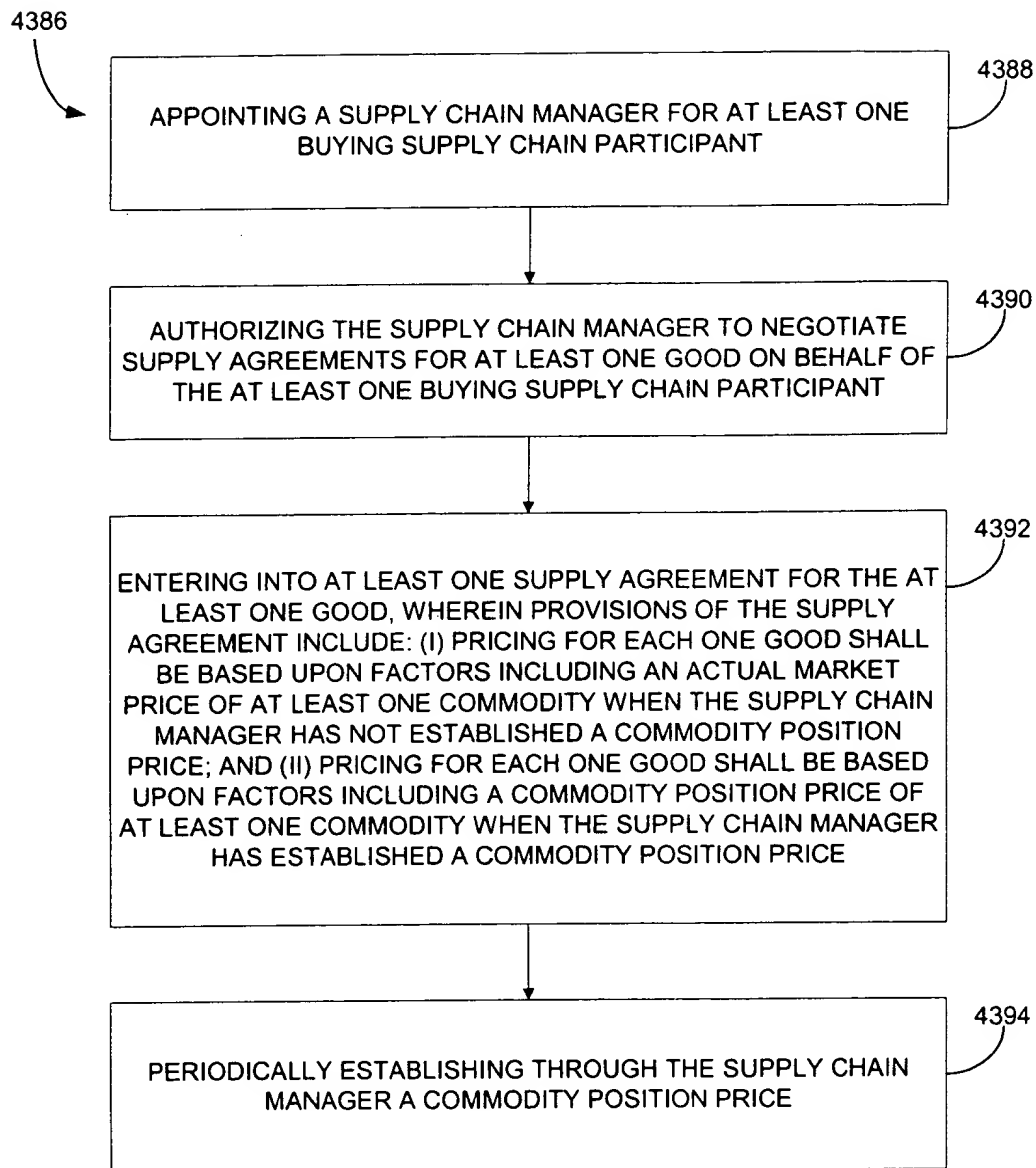 4386
4388
APPOINTING A SUPPLY CHAIN MANAGER FOR AT LEAST ONE
BUYING SUPPLY CHAIN PARTICIPANT
4390
AUTHORIZING THE SUPPLY CHAIN MANAGER TO NEGOTIATE
SUPPLY AGREEMENTS FOR AT LEAST ONE GOOD ON BEHALF OF
THE AT LEAST ONE BUYING SUPPLY CHAIN PARTICIPANT
4392
ENTERING INTO AT LEAST ONE SUPPLY AGREEMENT FOR THE AT
LEAST ONE GOOD, WHEREIN PROVISIONS OF THE SUPPLY
AGREEMENT INCLUDE: (I) PRICING FOR EACH ONE GOOD SHALL
BE BASED UPON FACTORS INCLUDING AN ACTUAL MARKET
PRICE OF AT LEAST ONE COMMODITY WHEN THE SUPPLY CHAIN
MANAGER HAS NOT ESTABLISHED A COMMODITY POSITION
PRICE; AND (II) PRICING FOR EACH ONE GOOD SHALL BE BASED
UPON FACTORS INCLUDING A COMMODITY POSITION PRICE OF
AT LEAST ONE COMMODITY WHEN THE SUPPLY CHAIN MANAGER
HAS ESTABLISHED A COMMODITY POSITION PRICE
4394
PERIODICALLY ESTABLISHING THROUGH THE SUPPLY CHAIN
MANAGER A COMMODITY POSITION PRICE